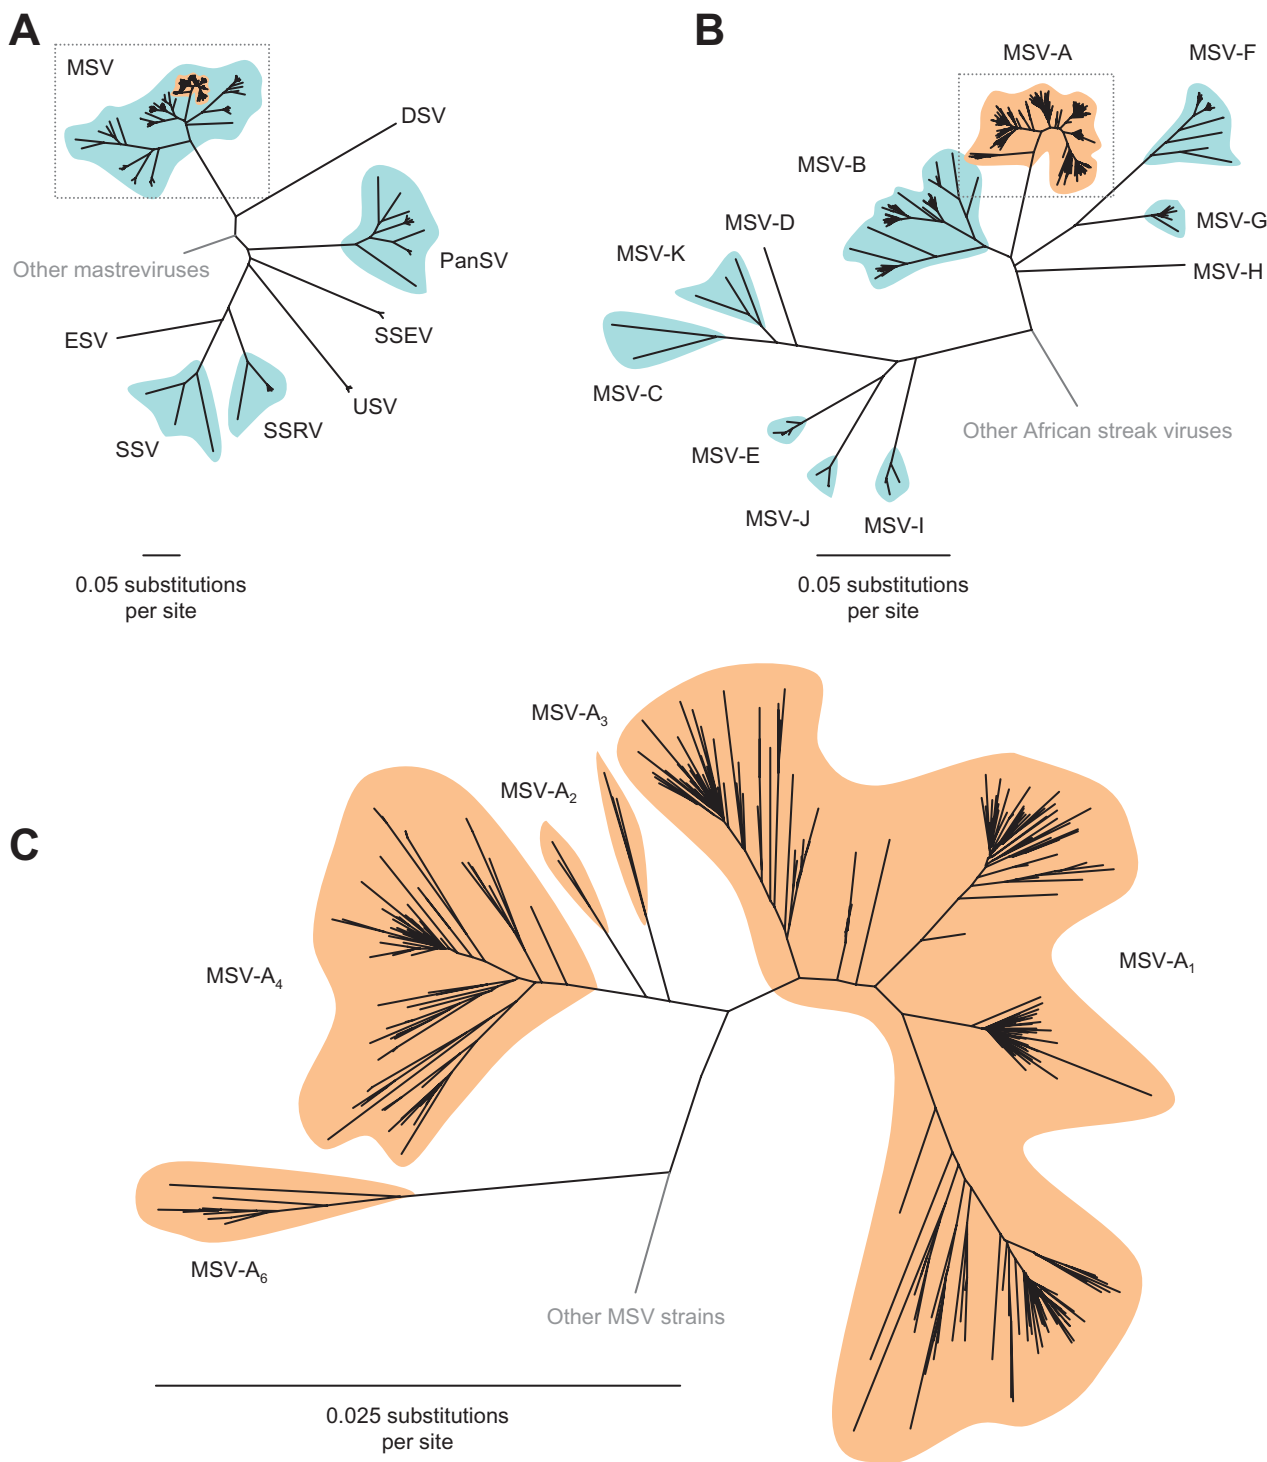 A
MSV
DSV
PanSV
Other mastreviruses
SSEV
ESV
USV
SSRV
SSV
0.05 substitutions
per site
B
MSV-A
MSV-F
MSV-B
MSV-G
MSV-D
MSV-K
MSV-H
MSV-C
Other African streak viruses
MSV-E
MSV-J
MSV-I
0.05 substitutions
per site
C
MSV-A3
MSV-A2
MSV-A1
MSV-A4
MSV-A6
Other MSV strains
0.025 substitutions
per site